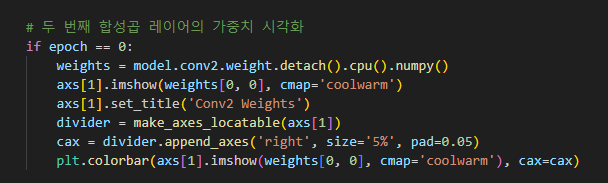 # 두 번째 합성곱 레이어의 가중치 시각화
if epoch == 0:
    weights = model.conv2.weight.detach().cpu().numpy()
    axs[1].imshow(weights[0, 0], cmap='coolwarm')
    axs[1].set_title('Conv2 Weights')
    divider = make_axes_locatable(axs[1])
    cax = divider.append_axes('right', size='5%', pad=0.05)
    plt.colorbar(axs[1].imshow(weights[0, 0], cmap='coolwarm'), cax=cax)